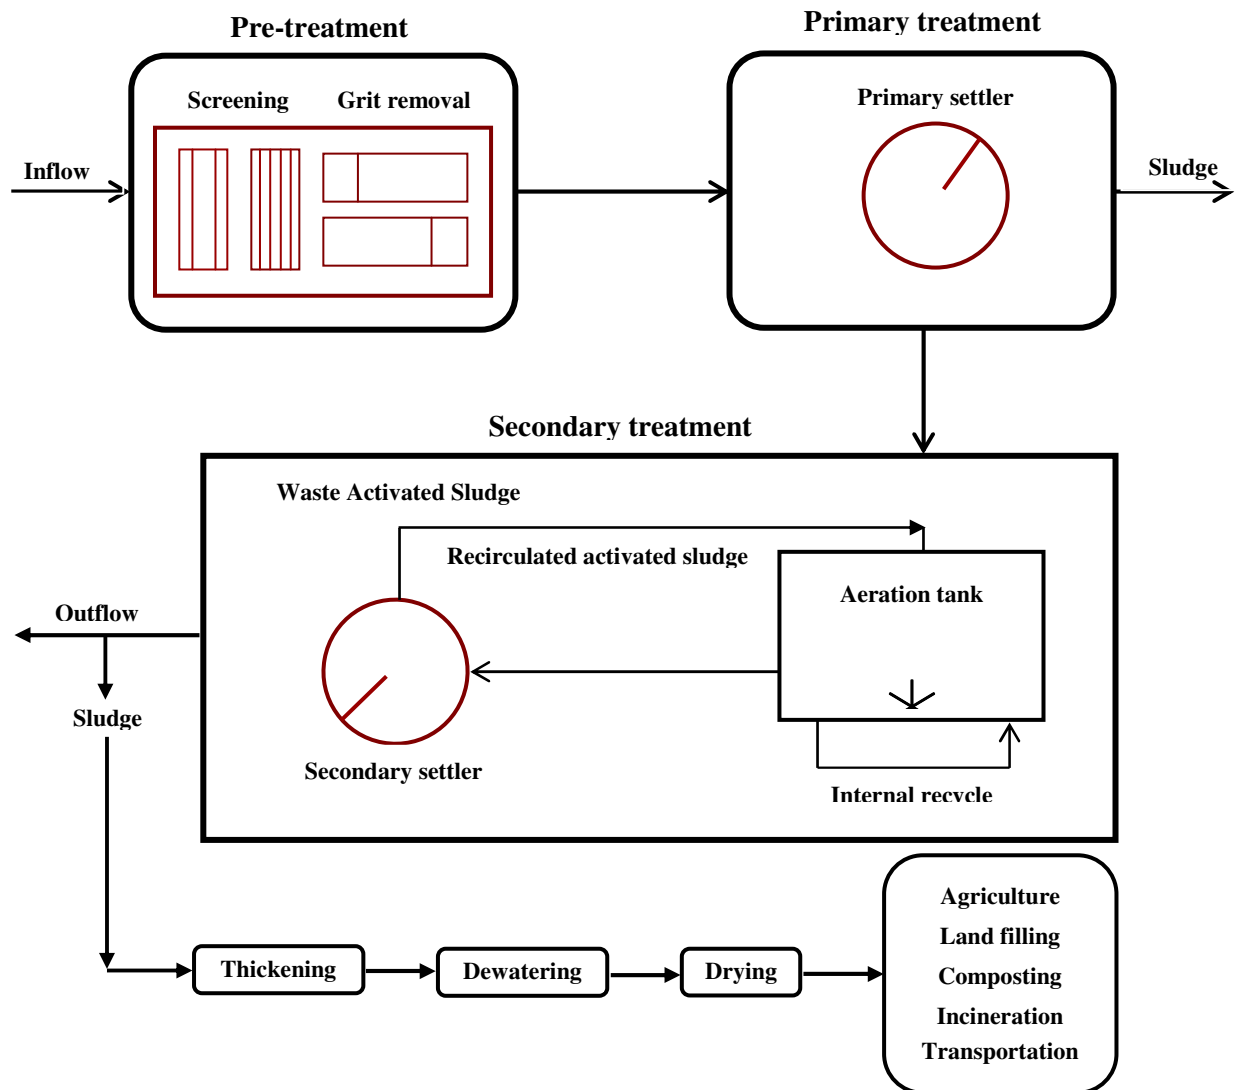 Pre-treatment
Primary treatment
Screening
Grit removal
Primary settler
Inflow
Sludge
Secondary treatment
Waste Activated Sludge
Recirculated activated sludge
Aeration tank
Outflow
Sludge
Secondary settler
Internal recycle
Agriculture
Land filling
Composting
Incineration
Transportation
Thickening
Dewatering
Drying